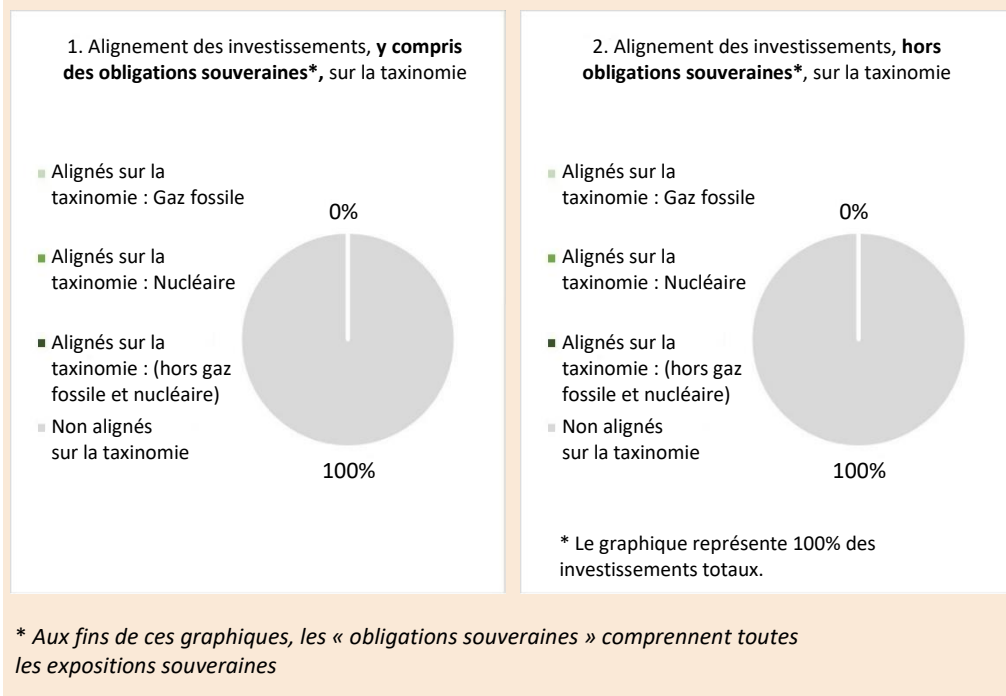 1. Alignement des investissements, y compris
des obligations souveraines*, sur la taxinomie
Alignés sur la
taxinomie : Gaz fossile
0%
Alignés sur la
taxinomie : Nucléaire
Alignés sur la
taxinomie : (hors gaz
fossile et nucléaire)
Non alignés
sur la taxinomie
100%
2. Alignement des investissements, hors
obligations souveraines*, sur la taxinomie
Alignés sur la
taxinomie : Gaz fossile
0%
Alignés sur la
taxinomie : Nucléaire
Alignés sur la
taxinomie : (hors gaz
fossile et nucléaire)
Non alignés
sur la taxinomie
100%
* Le graphique représente 100% des
investissements totaux.
* Aux fins de ces graphiques, les « obligations souveraines » comprennent toutes
les expositions souveraines